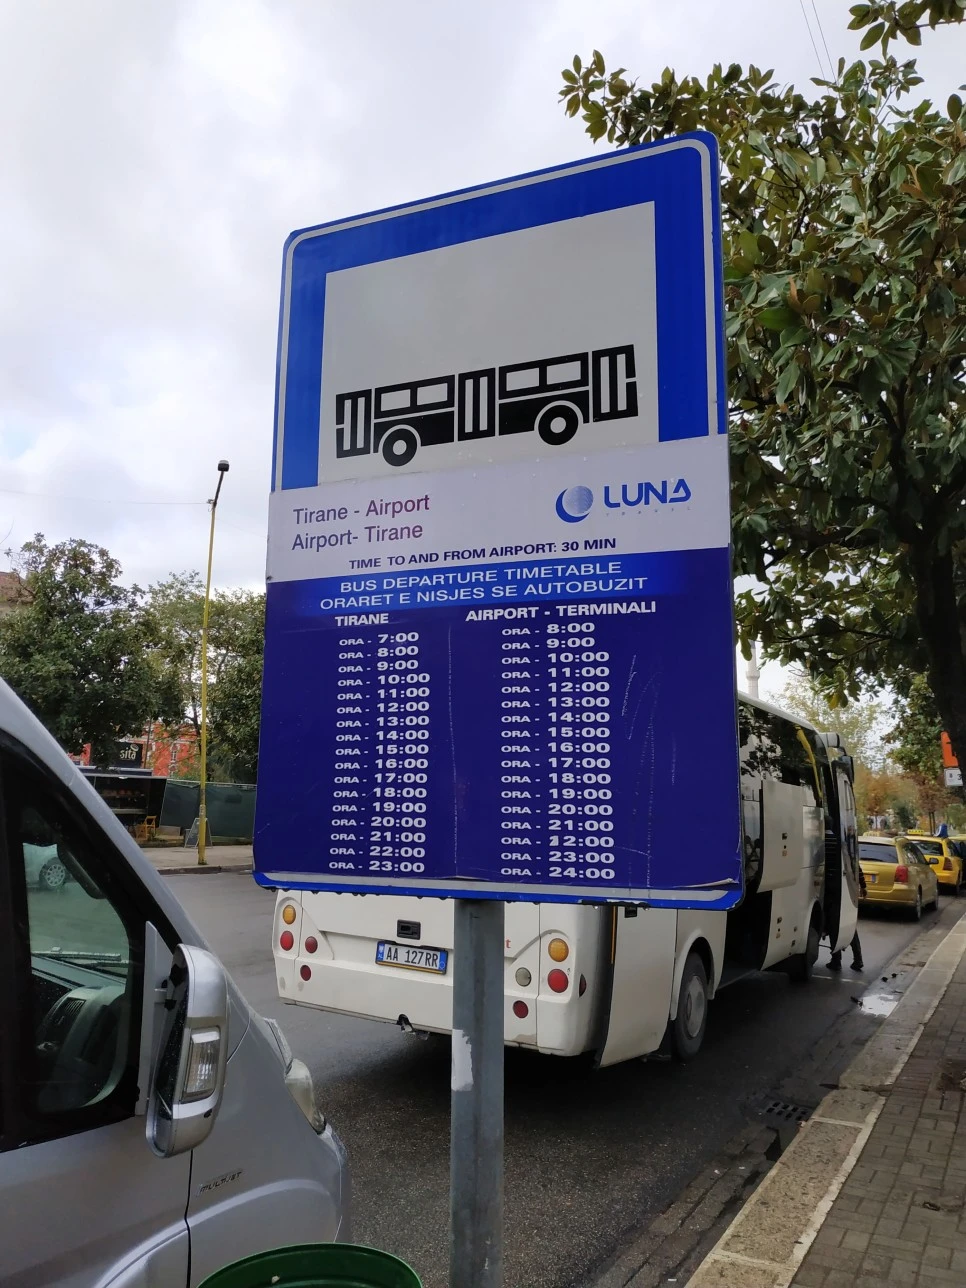 LUNA
TRAVEL
Tirane - Airport
Airport- Tirane
TIME TO AND FROM AIRPORT: 30 MIN
BUS DEPARTURE TIMETABLE
ORARET E NISJES SE AUTOBUZIT
TIRANE
ORA - 7:00
ORA - 8:00
ORA - 9:00
ORA - 10:00
ORA - 11:00
ORA - 12:00
ORA - 13:00
ORA - 14:00
ORA - 15:00
ORA - 16:00
ORA - 17:00
ORA - 18:00
ORA - 19:00
ORA - 20:00
ORA - 21:00
ORA - 22:00
ORA - 23:00
AIRPORT - TERMINALI
ORA - 8:00
ORA - 9:00
ORA - 10:00
ORA - 11:00
ORA - 12:00
ORA - 13:00
ORA - 14:00
ORA - 15:00
ORA - 16:00
ORA - 17:00
ORA - 18:00
ORA - 19:00
ORA - 20:00
ORA - 21:00
ORA - 12:00
ORA - 23:00
ORA - 24:00
AA 127RR
sita
MULTIJET